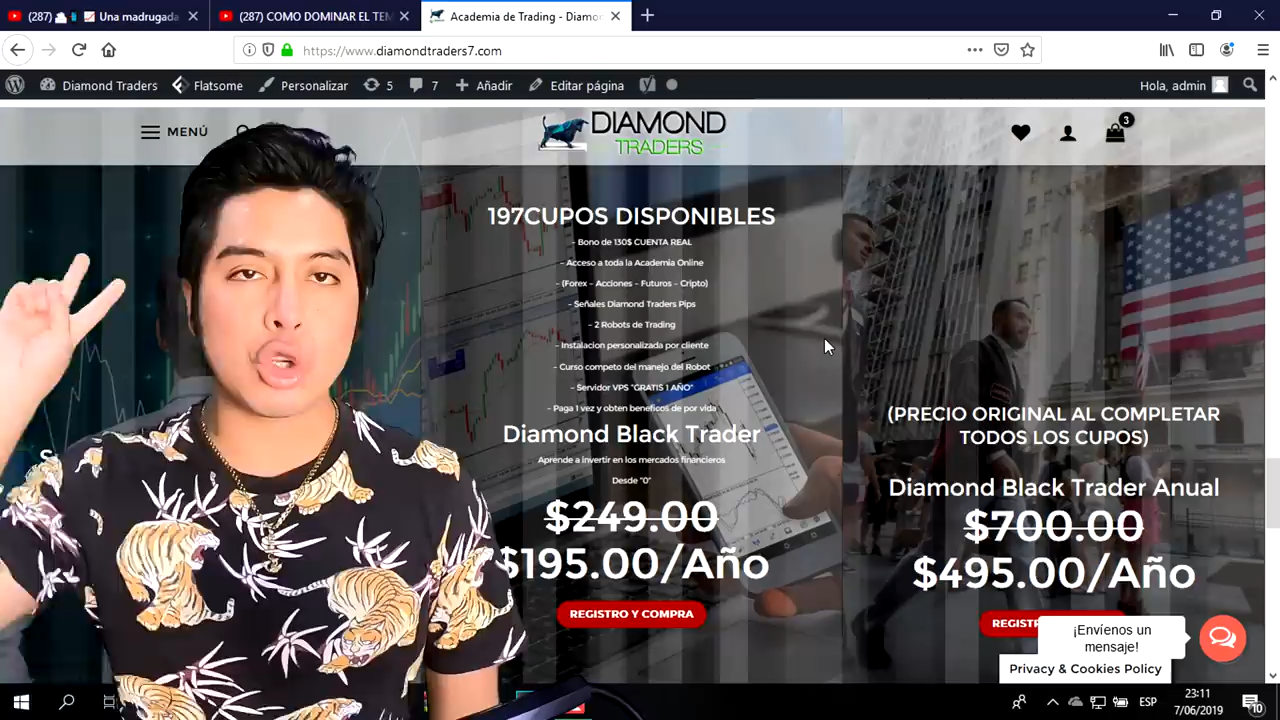 (287) Una madrugada
(287) COMO DOMINAR EL TEM
Academia de Trading - Diamon
https://www.diamondtraders7.com
Diamond Traders
Flatsome
Personalizar
5
7
Añadir
Editar página
Hola, admin
MENÚ
DIAMOND
TRADERS
3
197CUPOS DISPONIBLES
- Bono de 130$ CUENTA REAL
- Acceso a toda la Academia Online
- (Forex - Acciones - Futuros - Cripto)
- Señales Diamond Traders Pips
- 2 Robots de Trading
- Instalacion personalizada por cliente
- Curso competo del manejo del Robot
- Servidor VPS "GRATIS 1 AÑO"
- Paga 1 vez y obten beneficos de por vida
Diamond Black Trader
Aprende a invertir en los mercados financieros
Desde "0"
$249.00
$195.00/Año
REGISTRO Y COMPRA
(PRECIO ORIGINAL AL COMPLETAR
TODOS LOS CUPOS)
Diamond Black Trader Anual
$700.00
$495.00/Año
REGISTR
¡Envíenos un
mensaje!
Privacy & Cookies Policy
ESP
23:11
7/06/2019
10